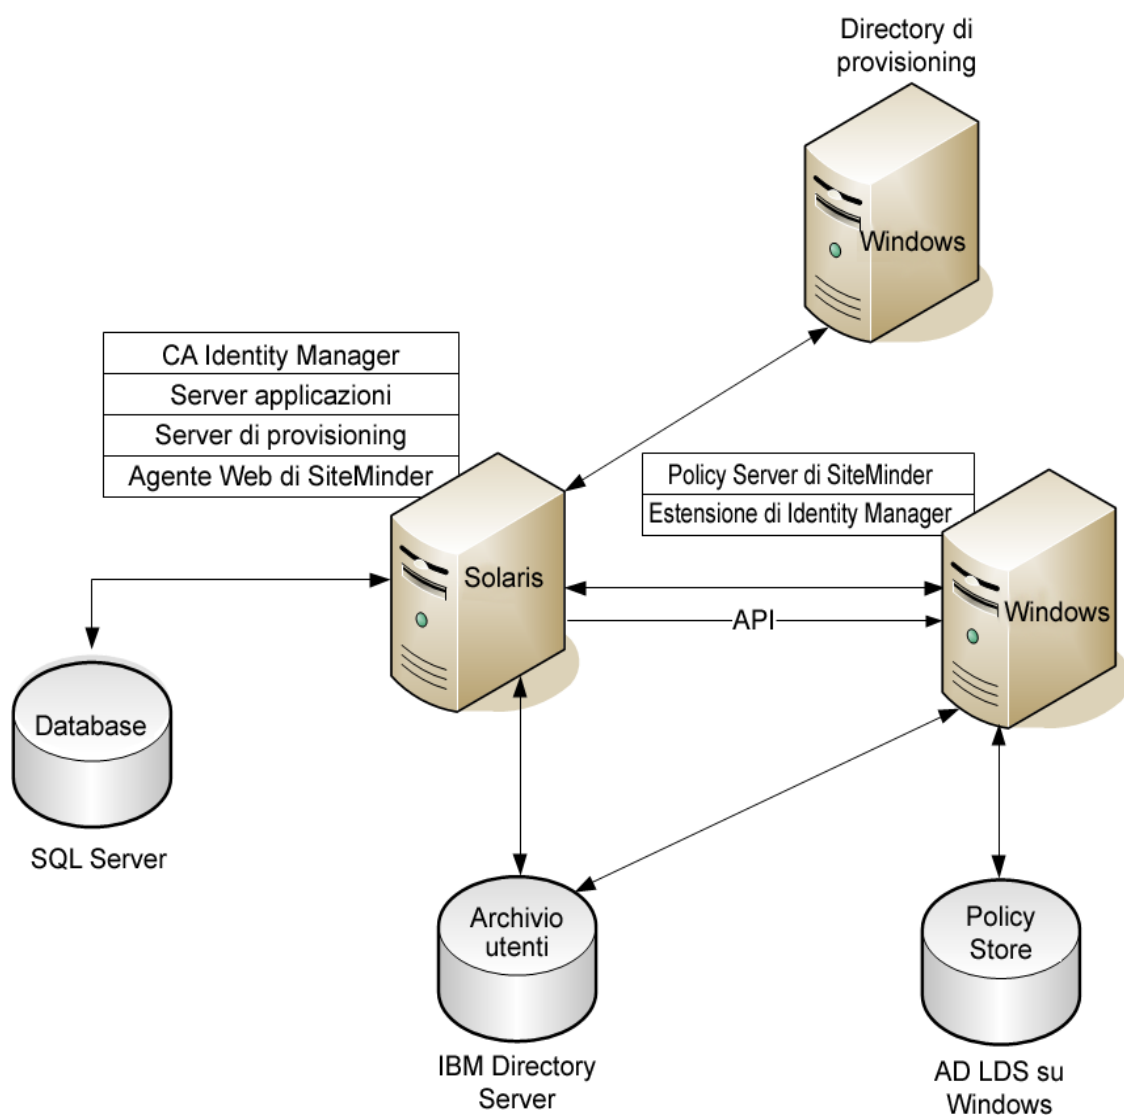 Directory di
provisioning
Windows
CA Identity Manager
Server applicazioni
Server di provisioning
Agente Web di SiteMinder
Policy Server di SiteMinder
Estensione di Identity Manager
Solaris
Windows
API
Database
SQL Server
Archivio
utenti
IBM Directory
Server
Policy
Store
AD LDS su
Windows